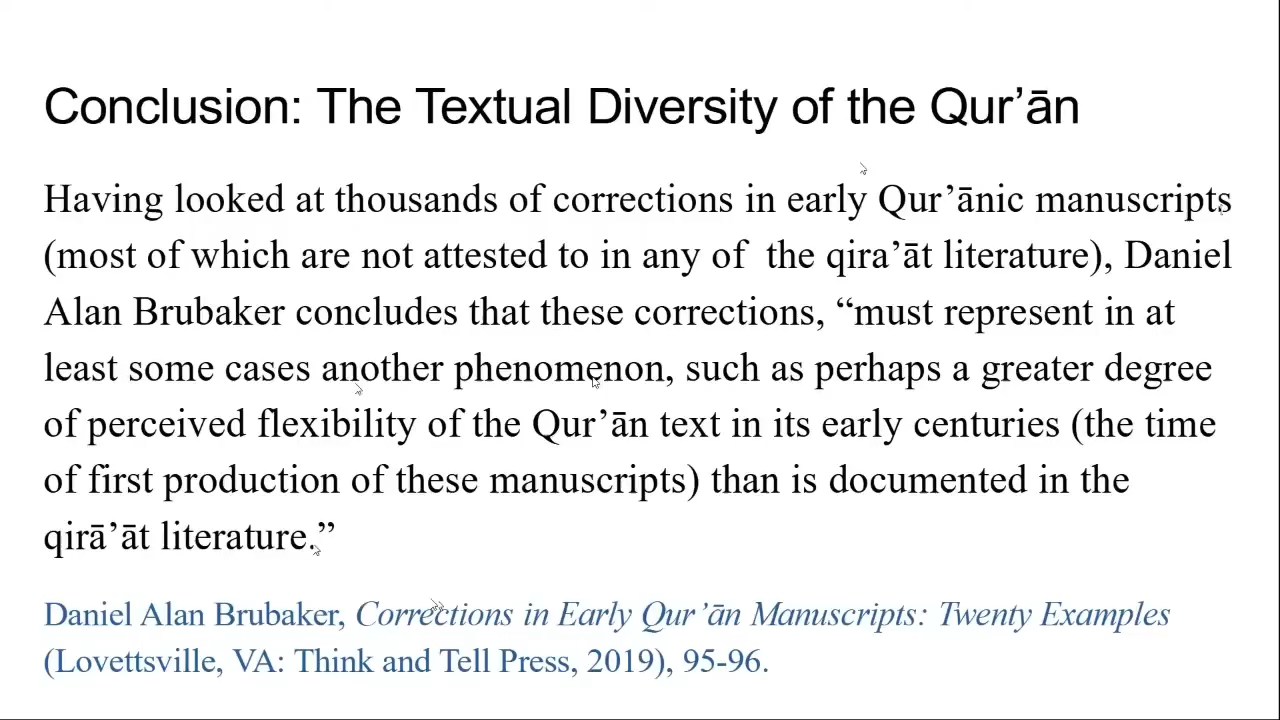 Conclusion: The Textual Diversity of the Qur’ān
Having looked at thousands of corrections in early Qur’ānic manuscripts
(most of which are not attested to in any of  the qira’āt literature), Daniel
Alan Brubaker concludes that these corrections, “must represent in at
least some cases another phenomenon, such as perhaps a greater degree
of perceived flexibility of the Qur’ān text in its early centuries (the time
of first production of these manuscripts) than is documented in the
qirā’āt literature.”
Daniel Alan Brubaker, Corrections in Early Qur’ān Manuscripts: Twenty Examples
(Lovettsville, VA: Think and Tell Press, 2019), 95-96.